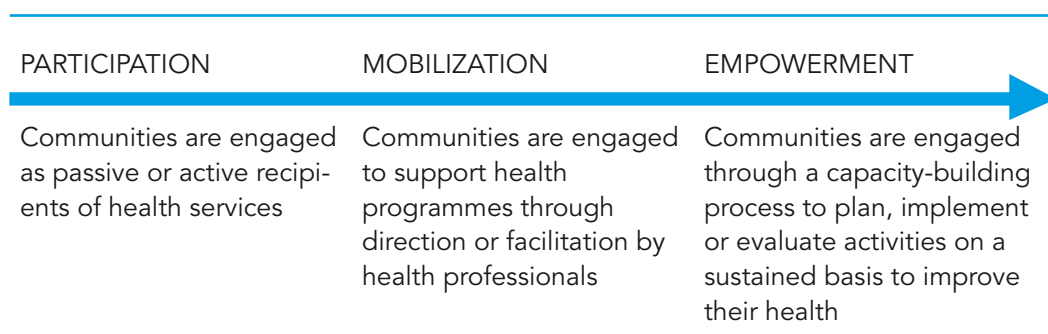 PARTICIPATION
MOBILIZATION
EMPOWERMENT
Communities are engaged
as passive or active recipi-
ents of health services
Communities are engaged
to support health
programmes through
direction or facilitation by
health professionals
Communities are engaged
through a capacity-building
process to plan, implement
or evaluate activities on a
sustained basis to improve
their health